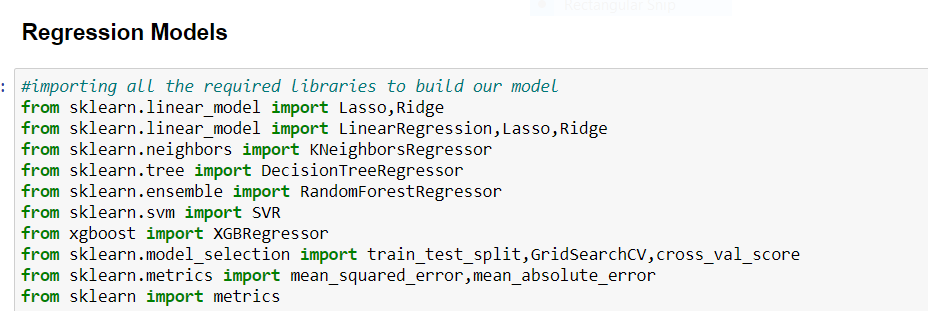 Rectangular Snip
Regression Models
:
#importing all the required libraries to build our model
from sklearn.linear_model import Lasso,Ridge
from sklearn.linear_model import LinearRegression,Lasso,Ridge
from sklearn.neighbors import KNeighborsRegressor
from sklearn.tree import DecisionTreeRegressor
from sklearn.ensemble import RandomForestRegressor
from sklearn.svm import SVR
from xgboost import XGBRegressor
from sklearn.model_selection import train_test_split,GridSearchCV,cross_val_score
from sklearn.metrics import mean_squared_error,mean_absolute_error
from sklearn import metrics